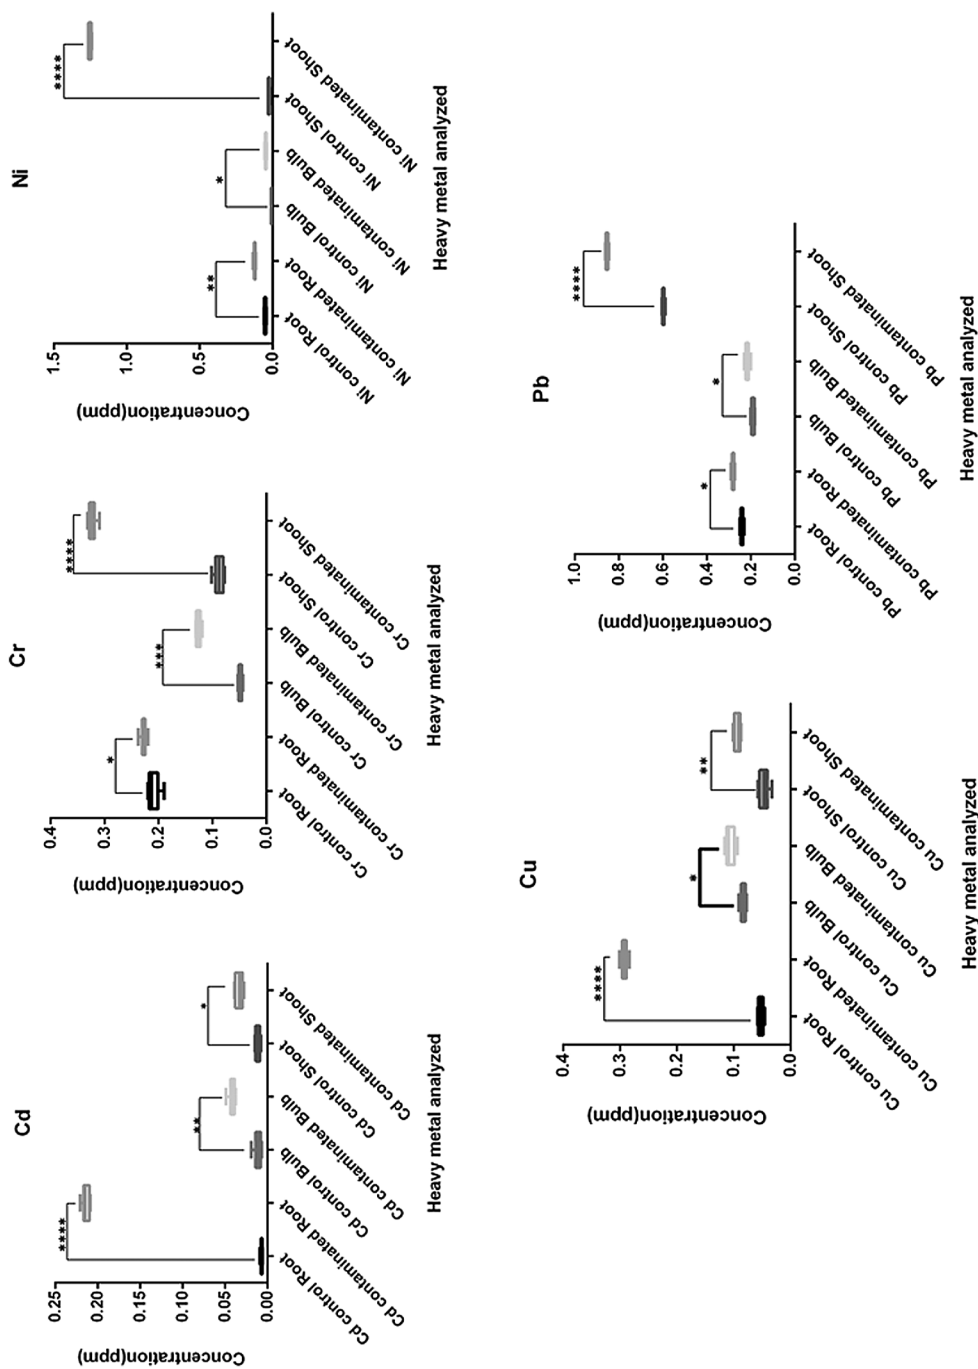 Cd
Concentration(ppm)
0.25
0.20
0.15
0.10
0.05
0.00
****
**
*
Cd control Root
Cd contaminated Root
Cd control Bulb
Cd contaminated Bulb
Cd control Shoot
Cd contaminated Shoot
Heavy metal analyzed
Cr
Concentration(ppm)
0.4
0.3
0.2
0.1
0.0
*
***
****
Cr control Root
Cr contaminated Root
Cr control Bulb
Cr contaminated Bulb
Cr control Shoot
Cr contaminated Shoot
Heavy metal analyzed
Ni
Concentration(ppm)
1.5
1.0
0.5
0.0
**
*
****
Ni control Root
Ni contaminated Root
Ni control Bulb
Ni contaminated Bulb
Ni control Shoot
Ni contaminated Shoot
Heavy metal analyzed
Cu
Concentration(ppm)
0.4
0.3
0.2
0.1
0.0
****
*
**
Cu control Root
Cu contaminated Root
Cu control Bulb
Cu contaminated Bulb
Cu control Shoot
Cu contaminated Shoot
Heavy metal analyzed
Pb
Concentration(ppm)
1.0
0.8
0.6
0.4
0.2
0.0
*
*
****
Pb control Root
Pb contaminated Root
Pb control Bulb
Pb contaminated Bulb
Pb control Shoot
Pb contaminated Shoot
Heavy metal analyzed